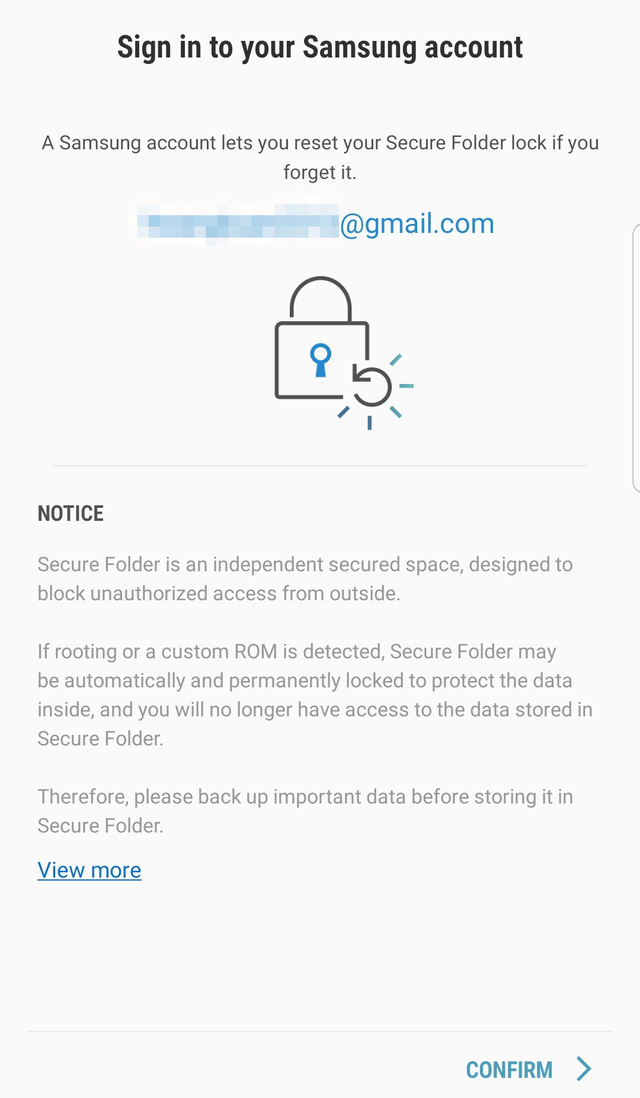 Sign in to your Samsung account
A Samsung account lets you reset your Secure Folder lock if you
forget it.
@gmail.com
NOTICE
Secure Folder is an independent secured space, designed to
block unauthorized access from outside.
If rooting or a custom ROM is detected, Secure Folder may
be automatically and permanently locked to protect the data
inside, and you will no longer have access to the data stored in
Secure Folder.
Therefore, please back up important data before storing it in
Secure Folder.
View more
CONFIRM